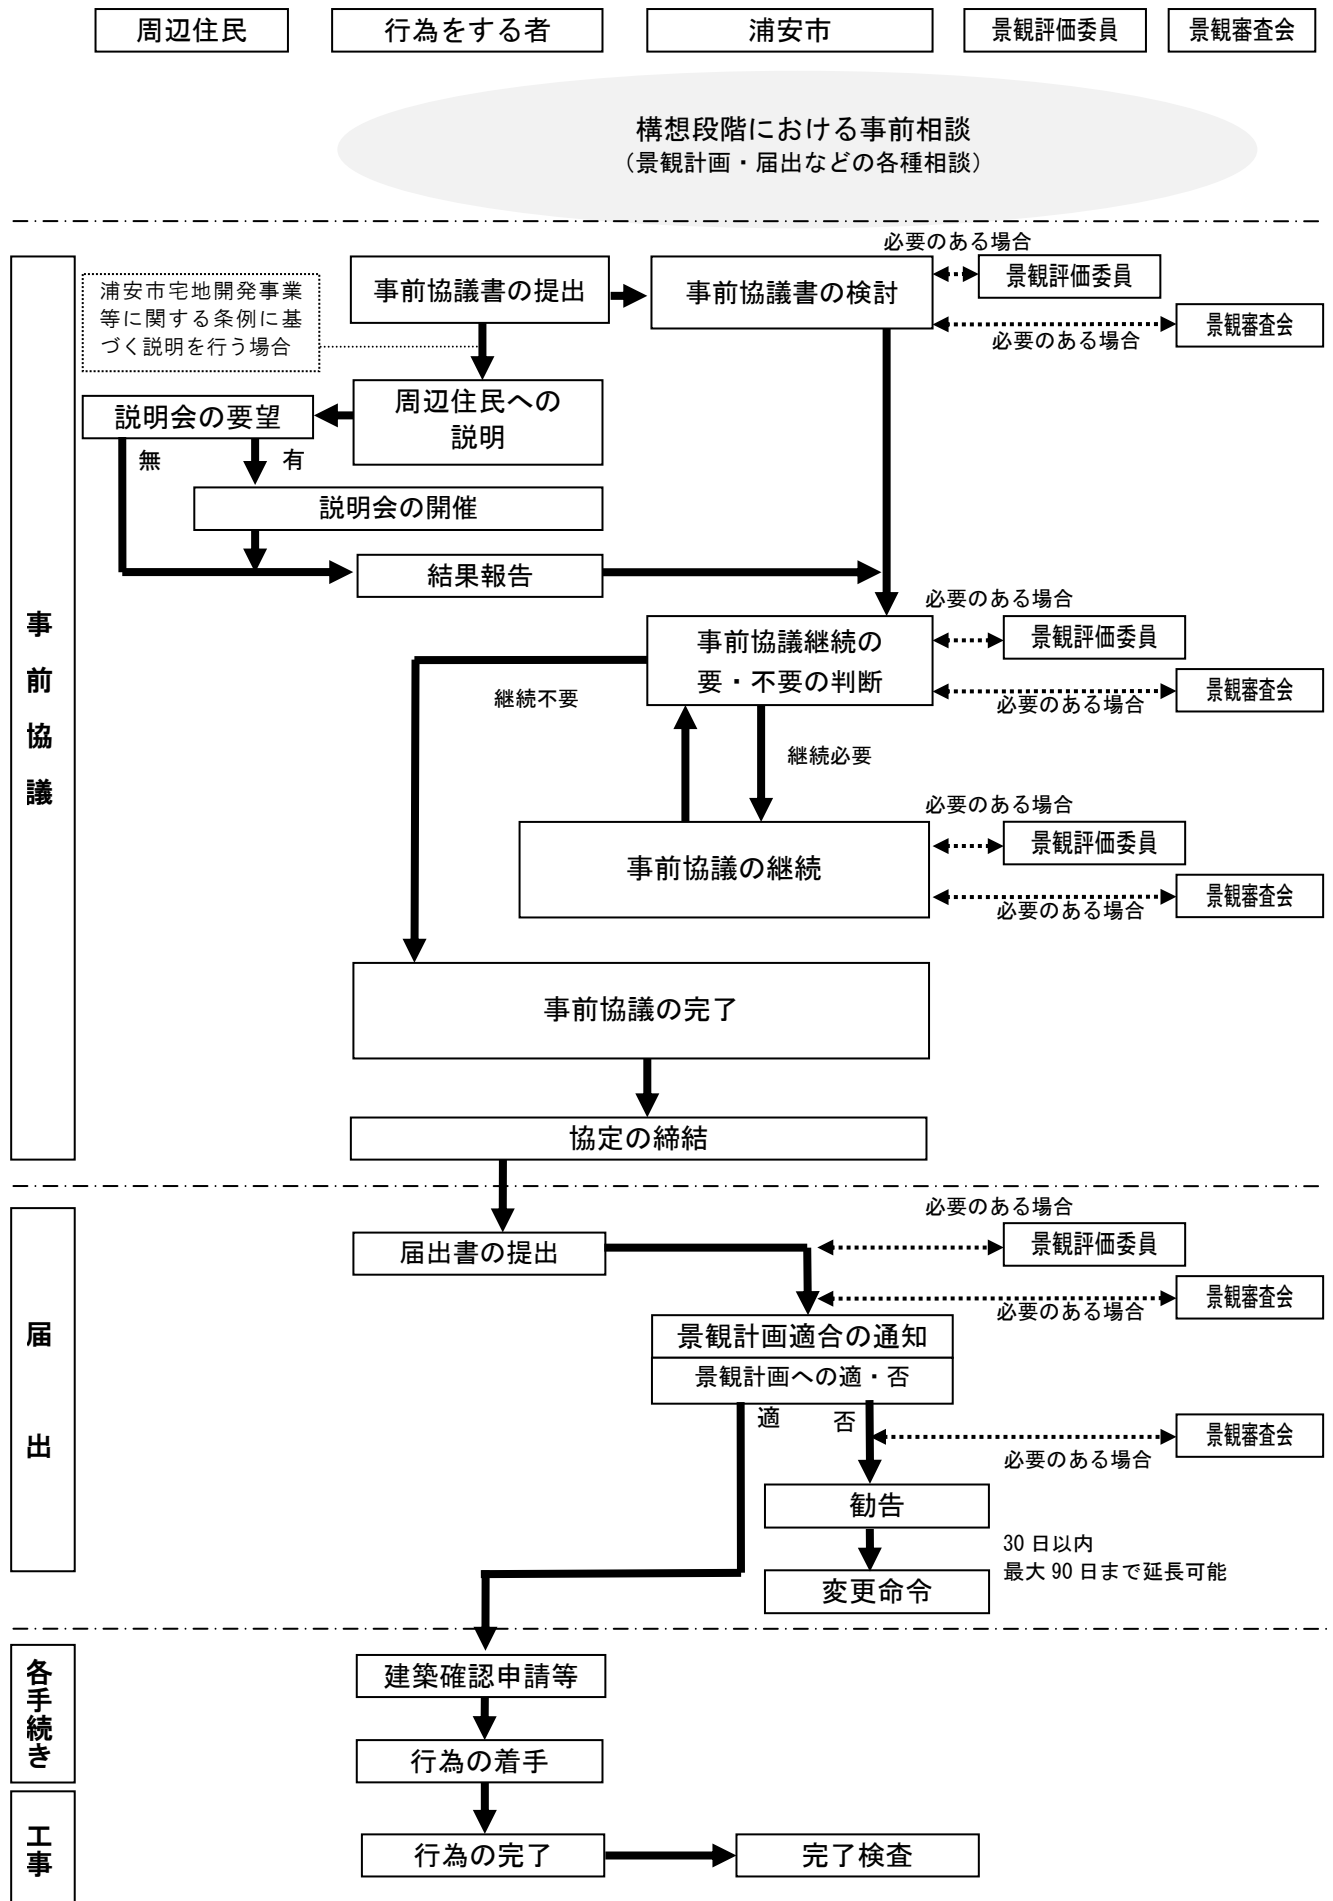 周辺住民
行為をする者
浦安市
景観評価委員
景観審査会
構想段階における事前相談
（景観計画・届出などの各種相談）
事前協議
浦安市宅地開発事業
等に関する条例に基
づく説明を行う場合
事前協議書の提出
事前協議書の検討
必要のある場合
景観評価委員
必要のある場合
景観審査会
周辺住民への
説明
説明会の要望
無
有
説明会の開催
結果報告
事前協議継続の
要・不要の判断
必要のある場合
景観評価委員
必要のある場合
景観審査会
継続不要
継続必要
事前協議の継続
必要のある場合
景観評価委員
必要のある場合
景観審査会
事前協議の完了
協定の締結
届出
届出書の提出
必要のある場合
景観評価委員
必要のある場合
景観審査会
景観計画適合の通知
景観計画への適・否
適
否
必要のある場合
景観審査会
勧告
30 日以内
最大 90 日まで延長可能
変更命令
各手続き
建築確認申請等
行為の着手
工事
行為の完了
完了検査